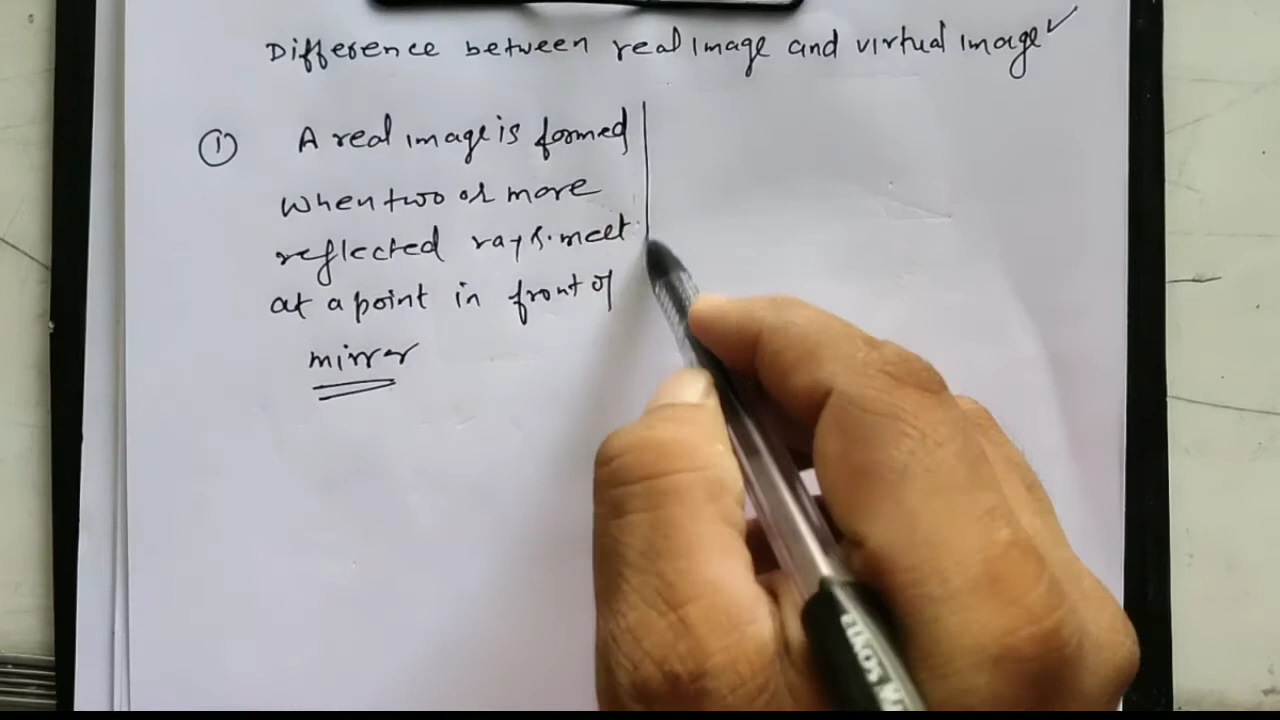 Difference between real image and virtual image ✓
① A real image is formed
when two or more
reflected rays meet
at a point in front of
mirrer